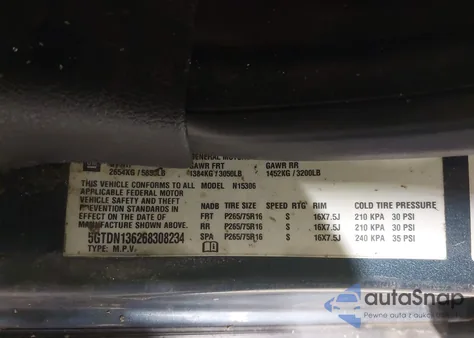 GENERAL MOTORS
GVWR GAWR FRT GAWR RR
2654KG / 5850LB 1384KG / 3050LB 1452KG / 3200LB
THIS VEHICLE CONFORMS TO ALL MODEL N15306
APPLICABLE FEDERAL MOTOR
VEHICLE SAFETY AND THEFT
PREVENTION STANDARDS IN
EFFECT ON THE DATE OF
MANUFACTURE SHOWN ABOVE.
5GTDN136268308234
TYPE: M.P.V.
NADB TIRE SIZE SPEED RTG RIM COLD TIRE PRESSURE
FRT P265/75R16 S 16X7.5J 210 KPA 30 PSI
RR P265/75R16 S 16X7.5J 210 KPA 30 PSI
SPA P265/75R16 S 16X7.5J 240 KPA 35 PSI
autaSnap
Pewne auta z aukcji